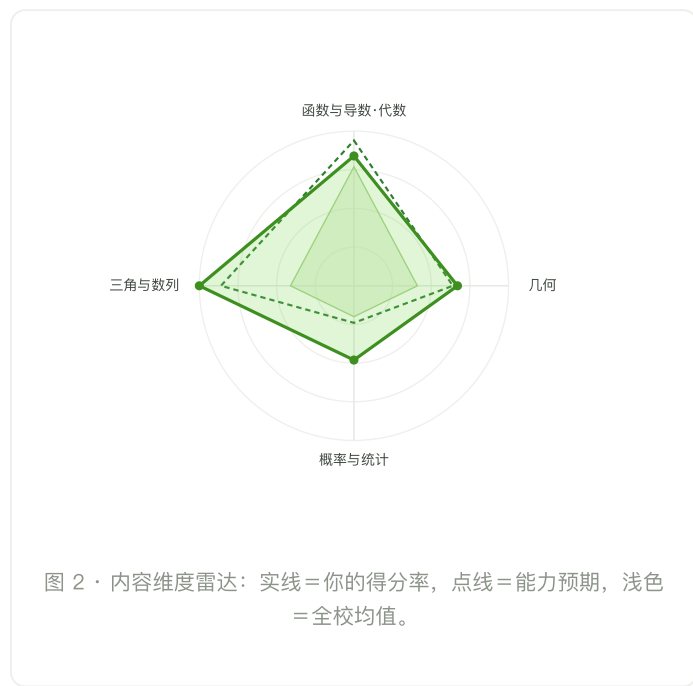 函数与导数·代数
三角与数列
几何
概率与统计
图 2 · 内容维度雷达：实线＝你的得分率，点线＝能力预期，浅色
＝全校均值。